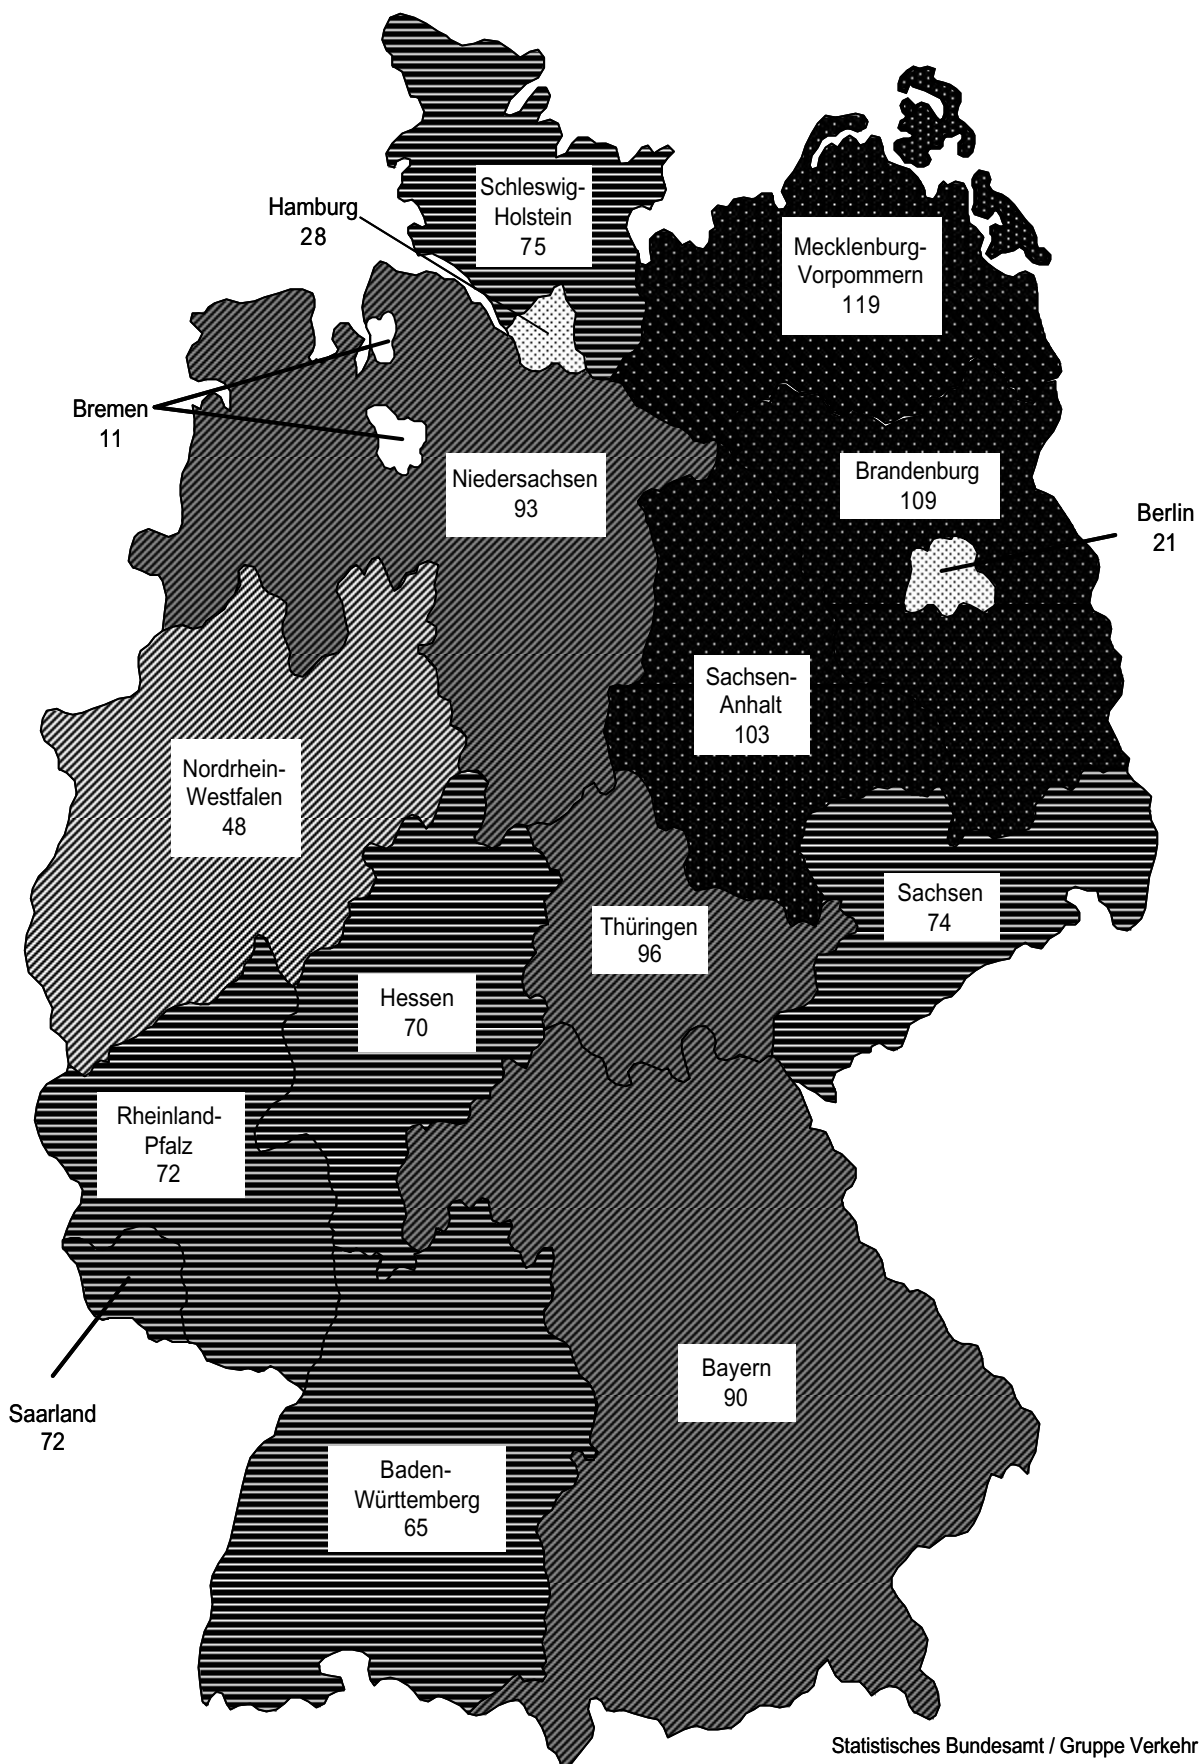 Schleswig-
Holstein
75
Hamburg
28
Mecklenburg-
Vorpommern
119
Bremen
11
Niedersachsen
93
Brandenburg
109
Berlin
21
Sachsen-
Anhalt
103
Nordrhein-
Westfalen
48
Sachsen
74
Thüringen
96
Hessen
70
Rheinland-
Pfalz
72
Saarland
72
Bayern
90
Baden-
Württemberg
65
Statistisches Bundesamt / Gruppe Verkehr